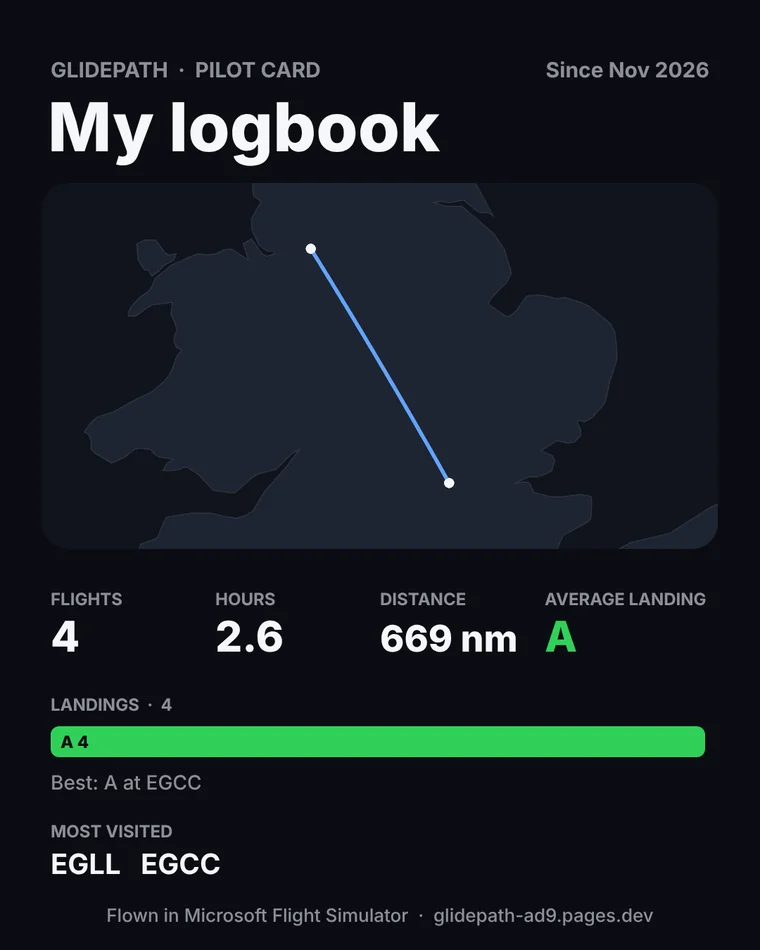 GLIDEPATH · PILOT CARD
Since Nov 2026
My logbook
FLIGHTS HOURS DISTANCE AVERAGE LANDING
4 2.6 669 nm A
LANDINGS · 4
A 4
Best: A at EGCC
MOST VISITED
EGLL EGCC
Flown in Microsoft Flight Simulator · glidepath-ad9.pages.dev